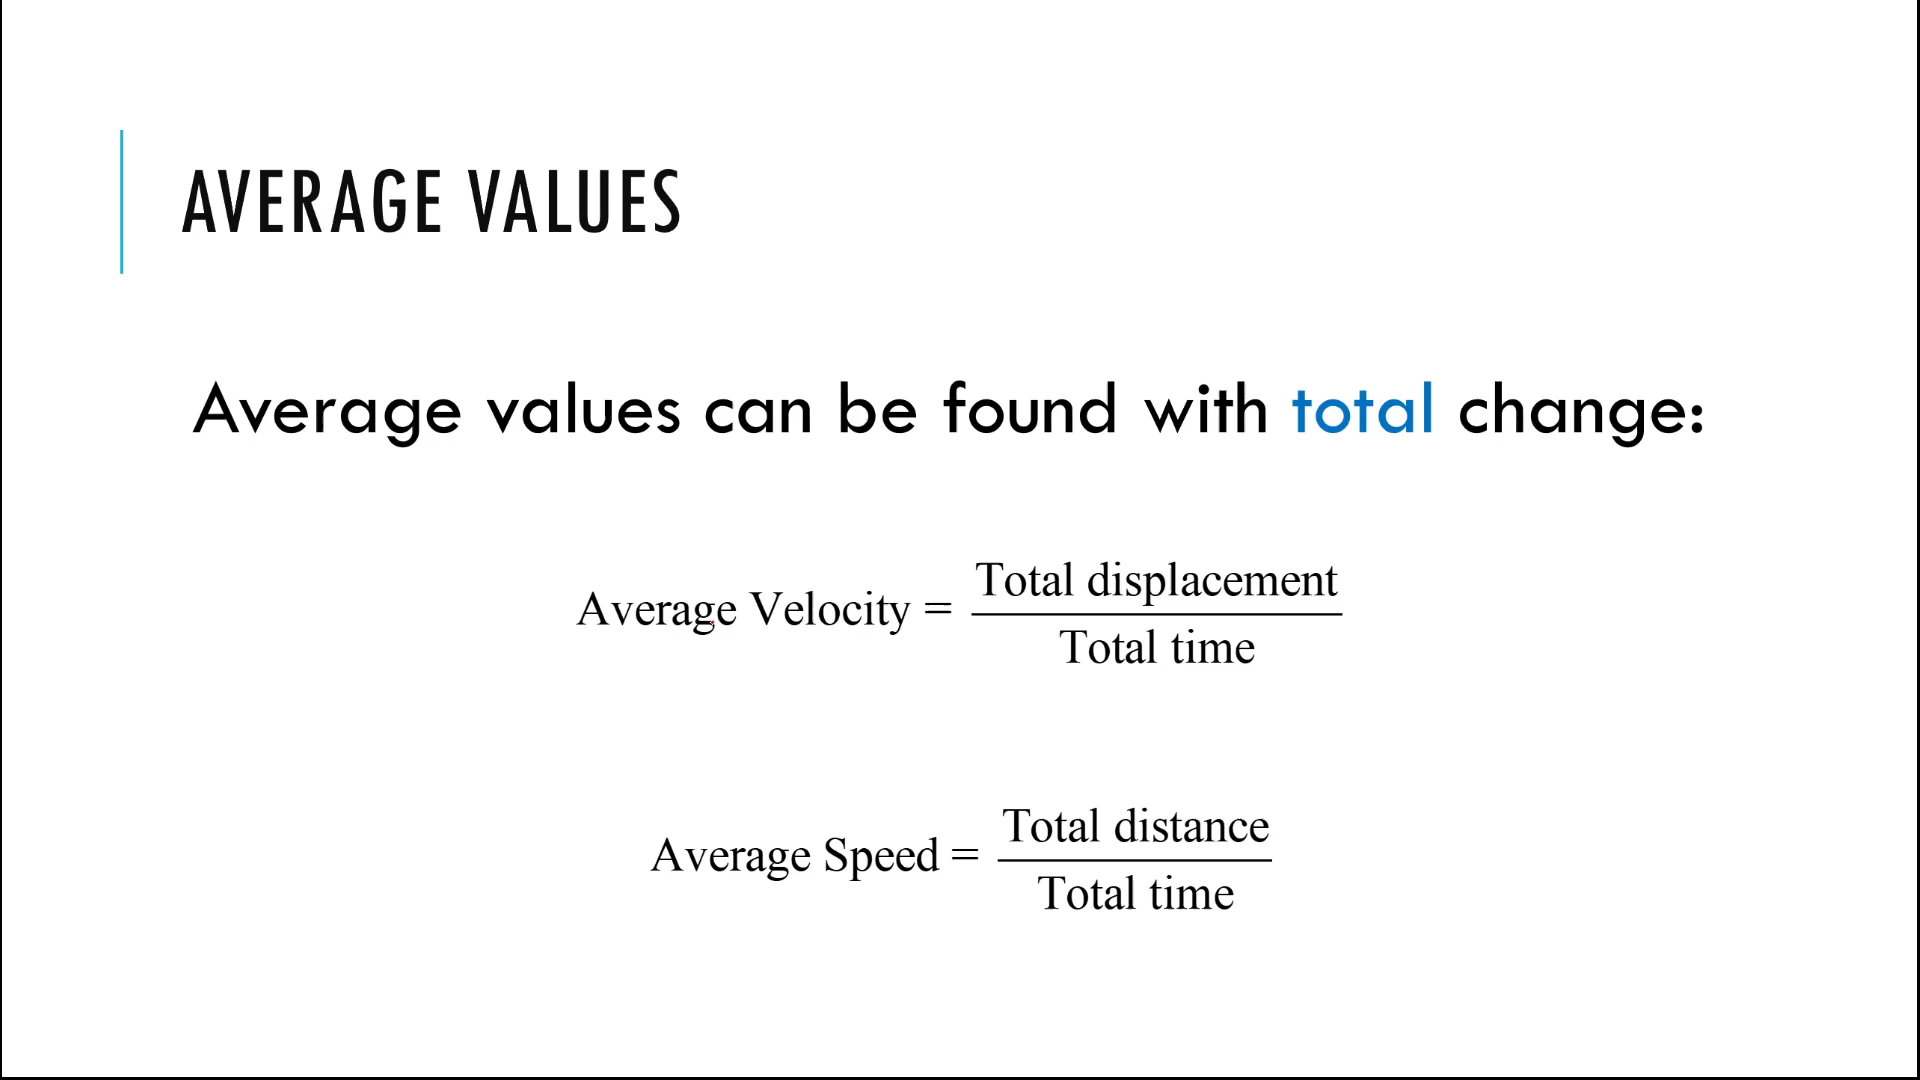 AVERAGE VALUES
Average values can be found with total change:
Average Velocity = Total displacement / Total time
Average Speed = Total distance / Total time